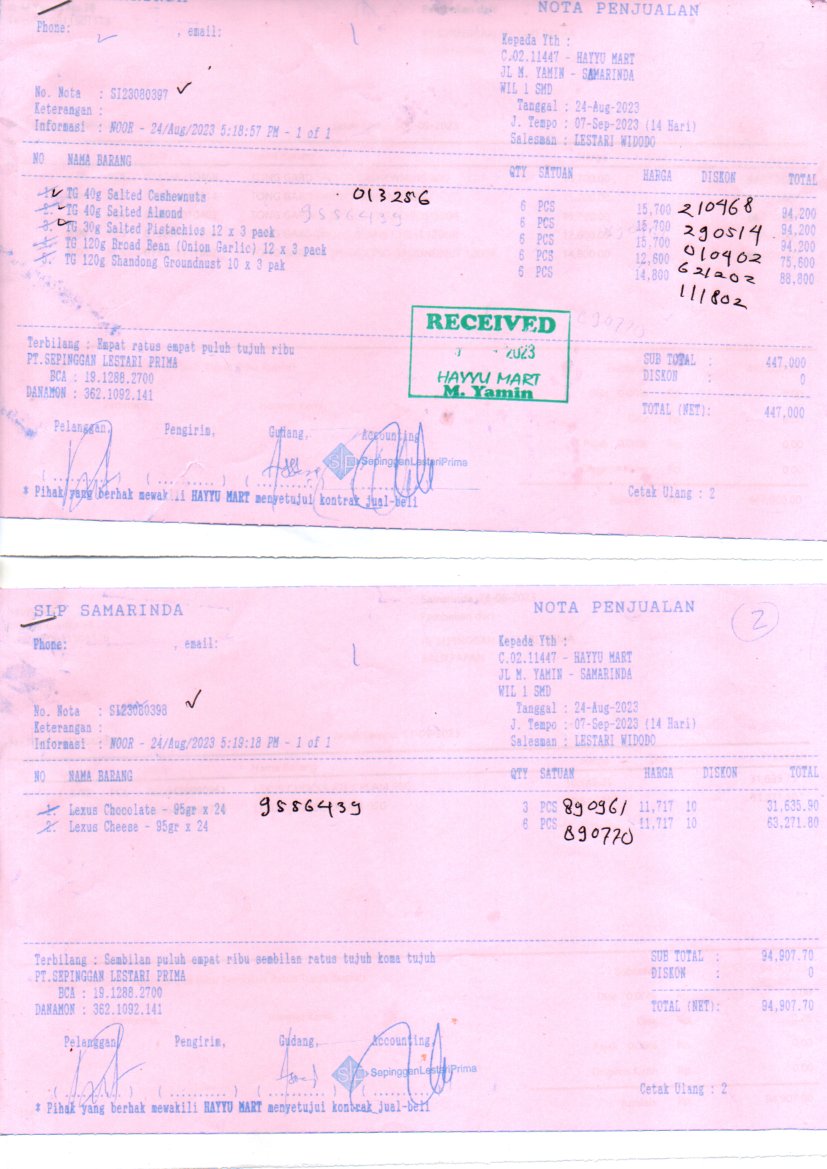 NOTA PENJUALAN
Phone: , email:
Kepada Yth :
C.02.11447 - HAYYU MART
JL M. YAMIN - SAMARINDA
WIL 1 SMD
No. Nota : SI23080397
Keterangan :
Informasi : NOOR - 24/Aug/2023 5:18:57 PM - 1 of 1
Tanggal : 24-Aug-2023
J. Tempo : 07-Sep-2023 (14 Hari)
Salesman : LESTARI WIDODO
NO NAMA BARANG QTY SATUAN HARGA DISKON TOTAL
1. TG 40g Salted Cashewnuts 013256 6 PCS 15,700 210468 94,200
2. TG 40g Salted Almond 9556439 6 PCS 15,700 290514 94,200
3. TG 30g Salted Pistachios 12 x 3 pack 6 PCS 15.700 010402 94,200
4. TG 120g Broad Bean (Onion Garlic) 12 x 3 pack 6 PCS 12,600 621202 75,600
5. TG 120g Shandong Groundnust 10 x 3 pak 6 PCS 14,800 111802 88,800
890770
RECEIVED
2023
HAYYU MART
M. Yamin
Terbilang : Empat ratus empat puluh tujuh ribu
PT.SEPINGGAN LESTARI PRIMA
BCA : 19.1288.2700
DANAMON : 362.1092.141
SUB TOTAL : 447,000
DISKON : 0
TOTAL (NET): 447,000
Pelanggan, Pengirim, Gudang, Accounting,
SepingganLestariPrima
* Pihak yang berhak mewakili HAYYU MART menyetujui kontrak jual-beli
Cetak Ulang : 2
SLP SAMARINDA NOTA PENJUALAN 2
Phone: , email:
Kepada Yth :
C.02.11447 - HAYYU MART
JL M. YAMIN - SAMARINDA
WIL 1 SMD
No. Nota : SI23080398
Keterangan :
Informasi : NOOR - 24/Aug/2023 5:19:18 PM - 1 of 1
Tanggal : 24-Aug-2023
J. Tempo : 07-Sep-2023 (14 Hari)
Salesman : LESTARI WIDODO
NO NAMA BARANG QTY SATUAN HARGA DISKON TOTAL
1. Lexus Chocolate - 95gr x 24 9556439 3 PCS 890961 11,717 10 31,635.90
2. Lexus Cheese - 95gr x 24 6 PCS 890770 11,717 10 63,271.80
Terbilang : Sembilan puluh empat ribu sembilan ratus tujuh koma tujuh
PT.SEPINGGAN LESTARI PRIMA
BCA : 19.1288.2700
DANAMON : 362.1092.141
SUB TOTAL : 94,907.70
DISKON : 0
TOTAL (NET): 94,907.70
Pelanggan, Pengirim, Gudang, Accounting,
SepingganLestariPrima
* Pihak yang berhak mewakili HAYYU MART menyetujui kontrak jual-beli
Cetak Ulang : 2